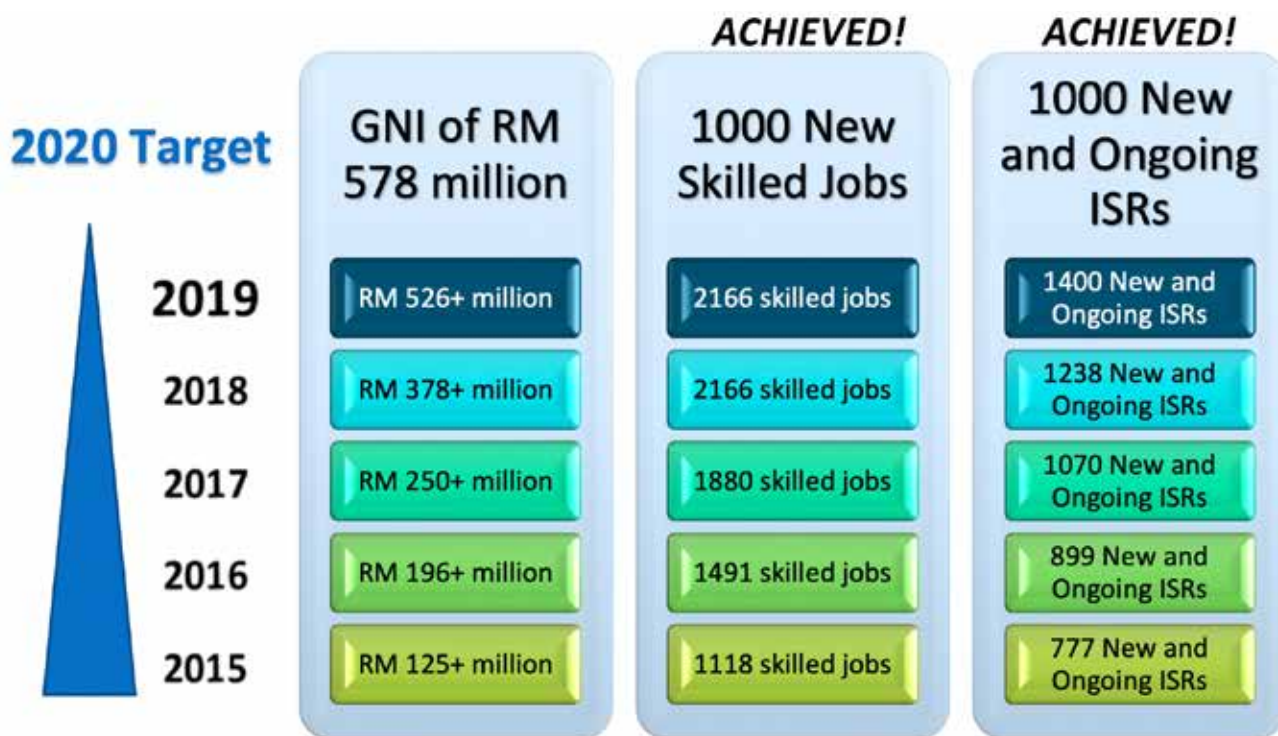 ACHIEVED!
ACHIEVED!
2020 Target
GNI of RM
578 million
1000 New
Skilled Jobs
1000 New
and Ongoing
ISRs
2019
RM 526+ million
2166 skilled jobs
1400 New and
Ongoing ISRs
2018
RM 378+ million
2166 skilled jobs
1238 New and
Ongoing ISRs
2017
RM 250+ million
1880 skilled jobs
1070 New and
Ongoing ISRs
2016
RM 196+ million
1491 skilled jobs
899 New and
Ongoing ISRs
2015
RM 125+ million
1118 skilled jobs
777 New and
Ongoing ISRs